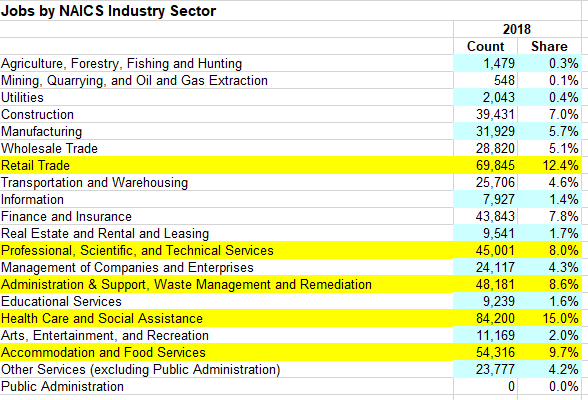 Jobs by NAICS Industry Sector
2018
Count Share
Agriculture, Forestry, Fishing and Hunting 1,479 0.3%
Mining, Quarrying, and Oil and Gas Extraction 548 0.1%
Utilities 2,043 0.4%
Construction 39,431 7.0%
Manufacturing 31,929 5.7%
Wholesale Trade 28,820 5.1%
Retail Trade 69,845 12.4%
Transportation and Warehousing 25,706 4.6%
Information 7,927 1.4%
Finance and Insurance 43,843 7.8%
Real Estate and Rental and Leasing 9,541 1.7%
Professional, Scientific, and Technical Services 45,001 8.0%
Management of Companies and Enterprises 24,117 4.3%
Administration & Support, Waste Management and Remediation 48,181 8.6%
Educational Services 9,239 1.6%
Health Care and Social Assistance 84,200 15.0%
Arts, Entertainment, and Recreation 11,169 2.0%
Accommodation and Food Services 54,316 9.7%
Other Services (excluding Public Administration) 23,777 4.2%
Public Administration 0 0.0%